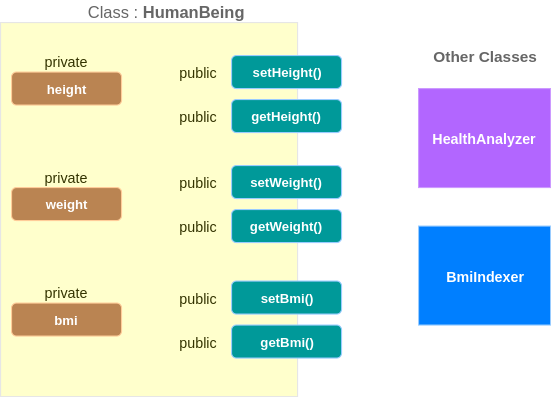 Class : HumanBeing
Other Classes
private
height
public
setHeight()
public
getHeight()
HealthAnalyzer
private
weight
public
setWeight()
public
getWeight()
BmiIndexer
private
bmi
public
setBmi()
public
getBmi()